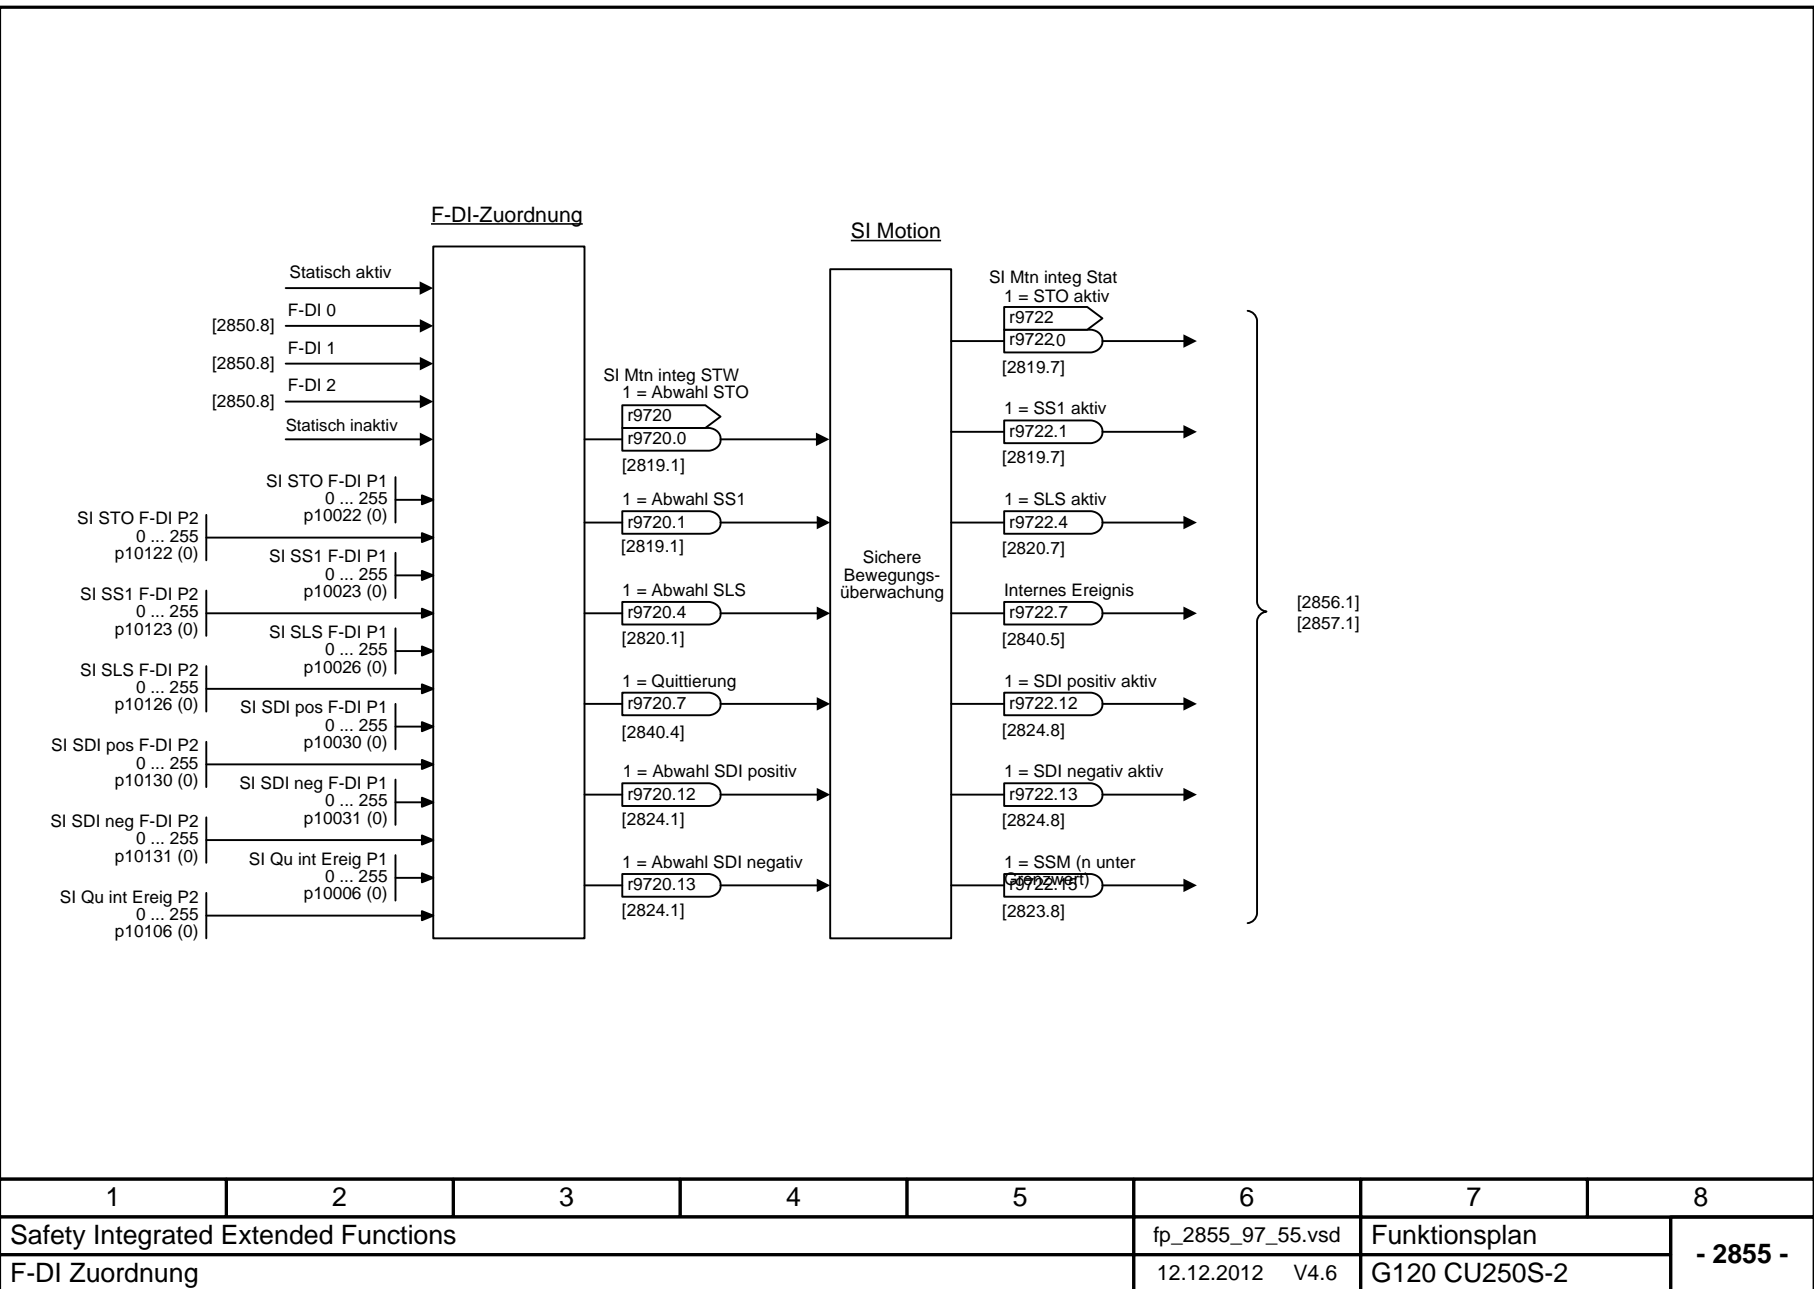 F-DI-Zuordnung
Statisch aktiv
F-DI 0
[2850.8]
F-DI 1
[2850.8]
F-DI 2
[2850.8]
Statisch inaktiv
SI STO F-DI P1
0 ... 255
p10022 (0)
SI STO F-DI P2
0 ... 255
p10122 (0)
SI SS1 F-DI P1
0 ... 255
p10023 (0)
SI SS1 F-DI P2
0 ... 255
p10123 (0)
SI SLS F-DI P1
0 ... 255
p10026 (0)
SI SLS F-DI P2
0 ... 255
p10126 (0)
SI SDI pos F-DI P1
0 ... 255
p10030 (0)
SI SDI pos F-DI P2
0 ... 255
p10130 (0)
SI SDI neg F-DI P1
0 ... 255
p10031 (0)
SI SDI neg F-DI P2
0 ... 255
p10131 (0)
SI Qu int Ereig P1
0 ... 255
p10006 (0)
SI Qu int Ereig P2
0 ... 255
p10106 (0)
SI Mtn integ STW
1 = Abwahl STO
r9720
r9720.0
[2819.1]
1 = Abwahl SS1
r9720.1
[2819.1]
1 = Abwahl SLS
r9720.4
[2820.1]
1 = Quittierung
r9720.7
[2840.4]
1 = Abwahl SDI positiv
r9720.12
[2824.1]
1 = Abwahl SDI negativ
r9720.13
[2824.1]
SI Motion
Sichere
Bewegungs-
überwachung
SI Mtn integ Stat
1 = STO aktiv
r9722
r9722.0
[2819.7]
1 = SS1 aktiv
r9722.1
[2819.7]
1 = SLS aktiv
r9722.4
[2820.7]
Internes Ereignis
r9722.7
[2840.5]
1 = SDI positiv aktiv
r9722.12
[2824.8]
1 = SDI negativ aktiv
r9722.13
[2824.8]
1 = SSM (n unter
Grenzwert)
r9722.15
[2823.8]
[2856.1]
[2857.1]
1 2 3 4 5 6 7 8
Safety Integrated Extended Functions
fp_2855_97_55.vsd
Funktionsplan
- 2855 -
F-DI Zuordnung
12.12.2012 V4.6
G120 CU250S-2